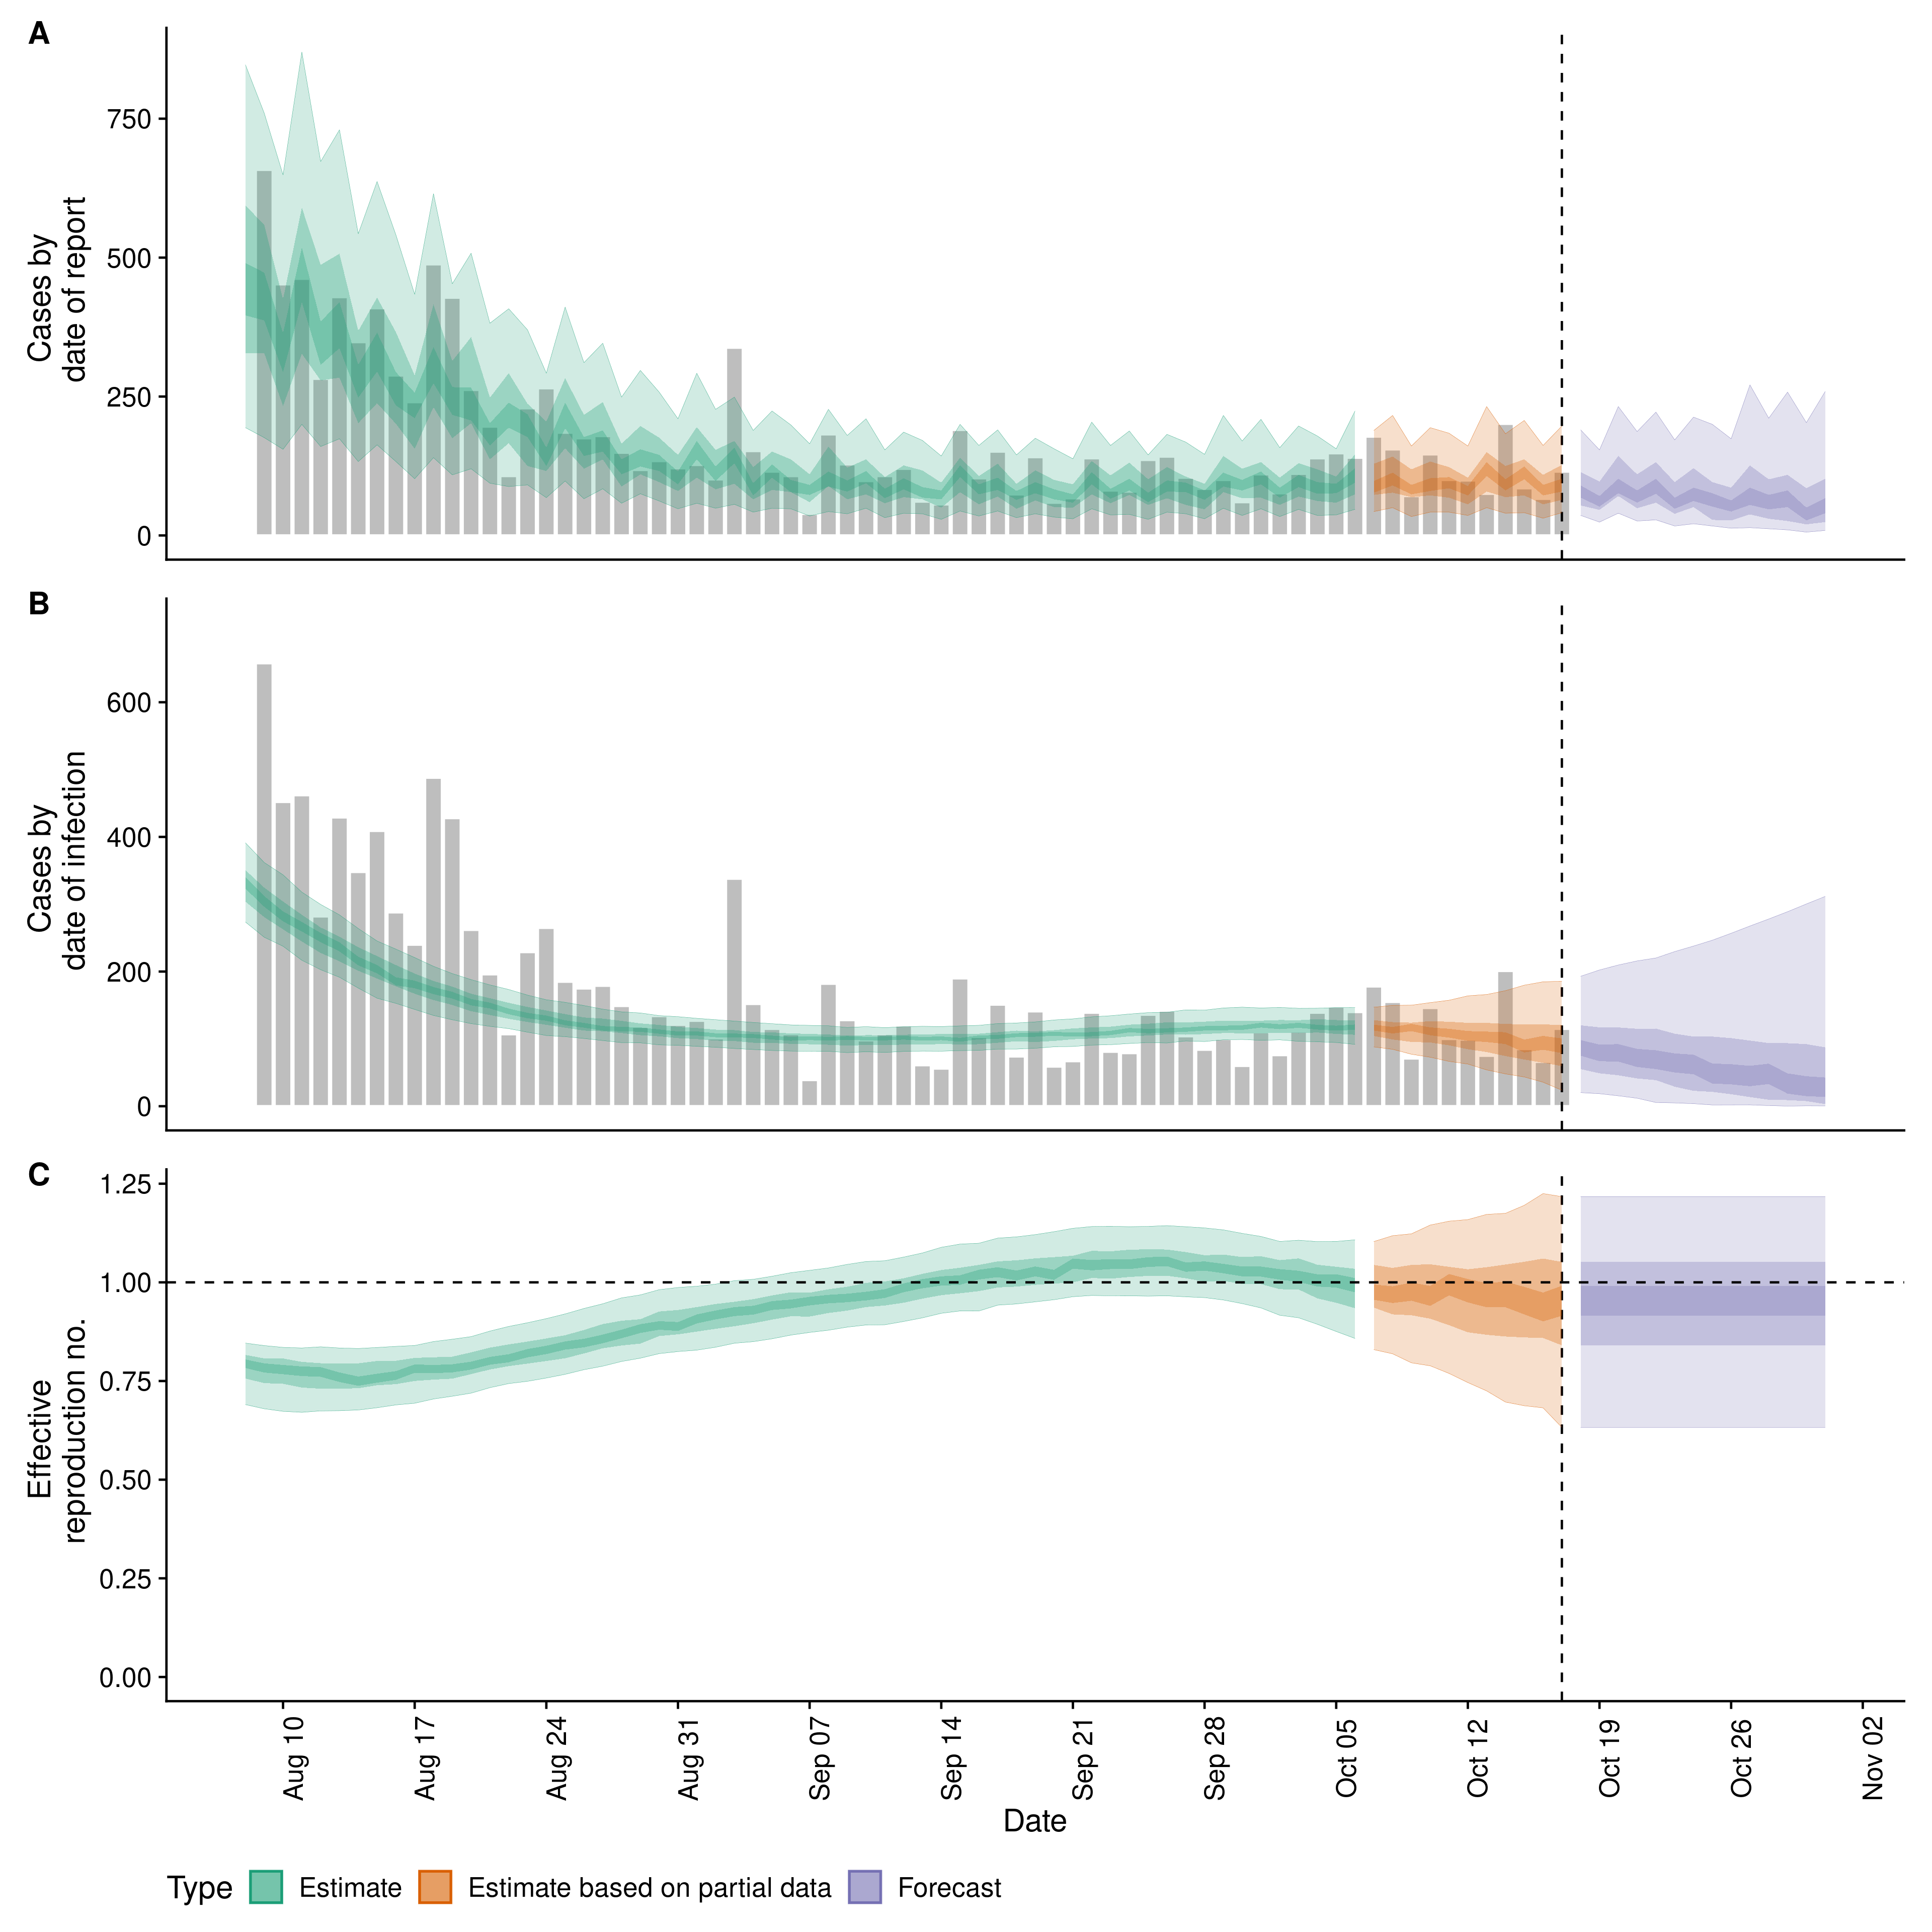 A
750
500
250
0
Cases by
date of report
B
600
400
200
0
Cases by
date of infection
C
1.25
1.00
0.75
0.50
0.25
0.00
Effective
reproduction no.
Aug 10
Aug 17
Aug 24
Aug 31
Sep 07
Sep 14
Sep 21
Sep 28
Oct 05
Oct 12
Oct 19
Oct 26
Nov 02
Date
Type Estimate Estimate based on partial data Forecast